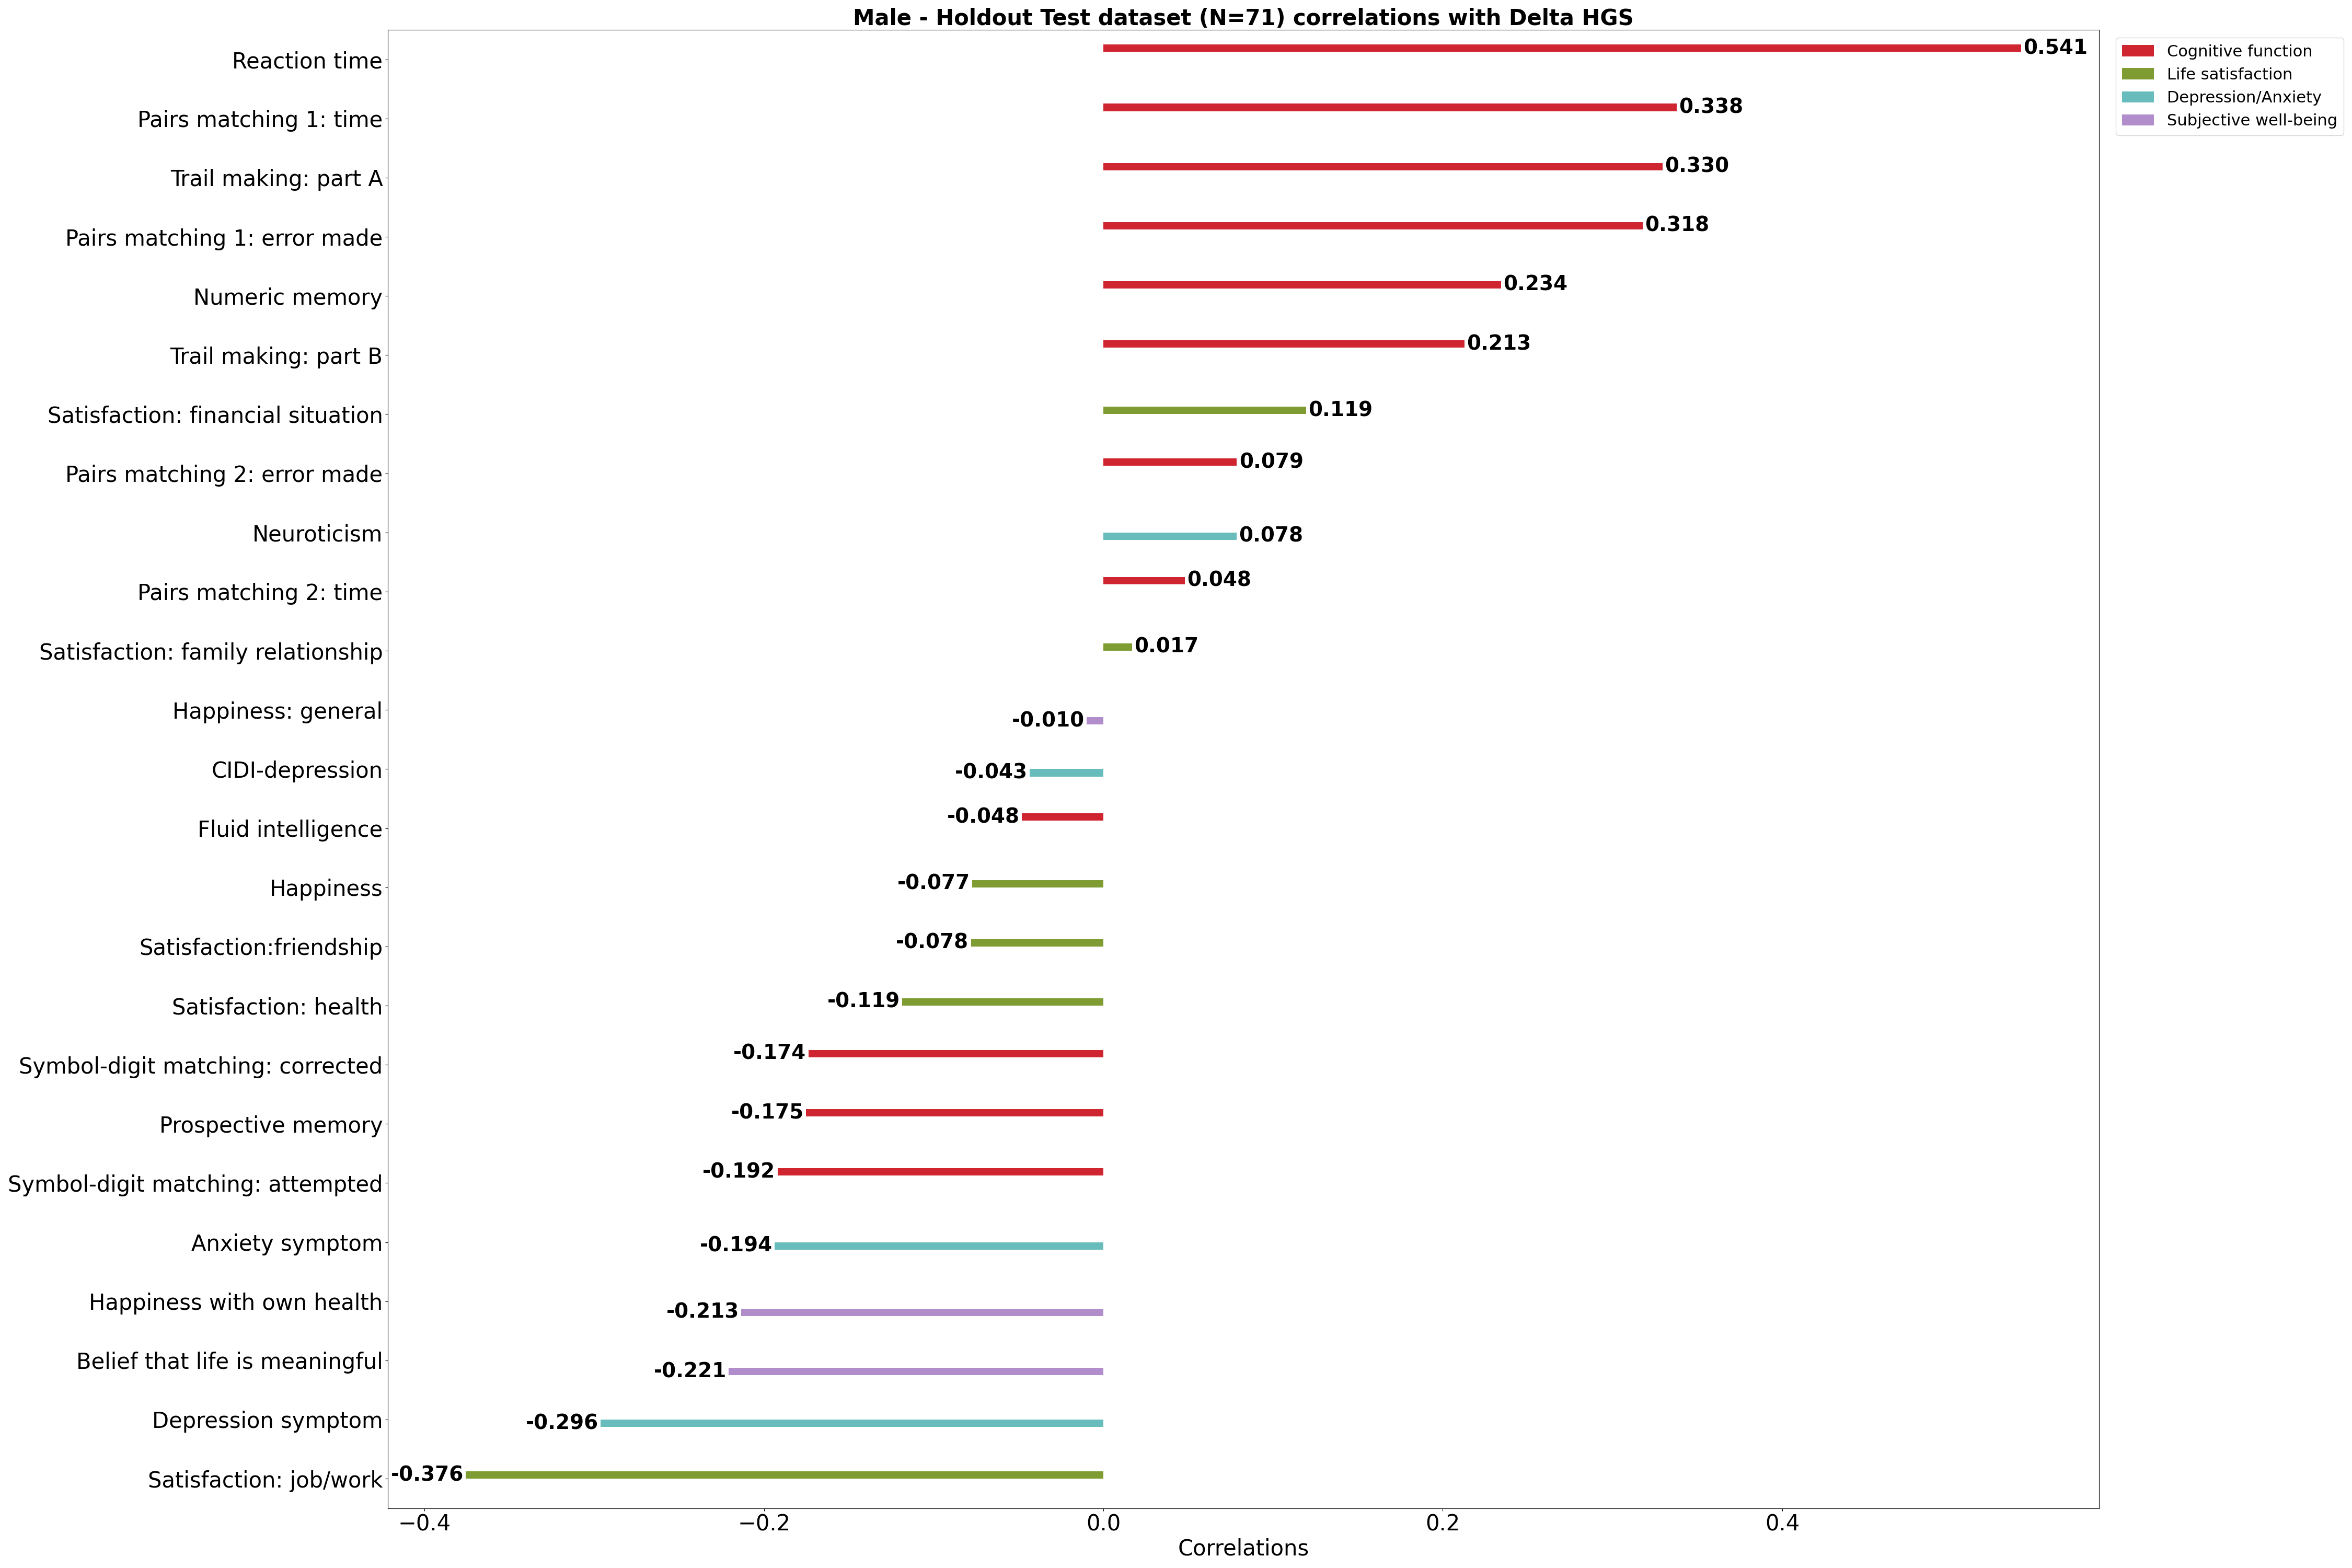 Male - Holdout Test dataset (N=71) correlations with Delta HGS
Reaction time 0.541
Pairs matching 1: time 0.338
Trail making: part A 0.330
Pairs matching 1: error made 0.318
Numeric memory 0.234
Trail making: part B 0.213
Satisfaction: financial situation 0.119
Pairs matching 2: error made 0.079
Neuroticism 0.078
Pairs matching 2: time 0.048
Satisfaction: family relationship 0.017
Happiness: general -0.010
CIDI-depression -0.043
Fluid intelligence -0.048
Happiness -0.077
Satisfaction:friendship -0.078
Satisfaction: health -0.119
Symbol-digit matching: corrected -0.174
Prospective memory -0.175
Symbol-digit matching: attempted -0.192
Anxiety symptom -0.194
Happiness with own health -0.213
Belief that life is meaningful -0.221
Depression symptom -0.296
Satisfaction: job/work -0.376
−0.4 −0.2 0.0 0.2 0.4
Correlations
Cognitive function
Life satisfaction
Depression/Anxiety
Subjective well-being